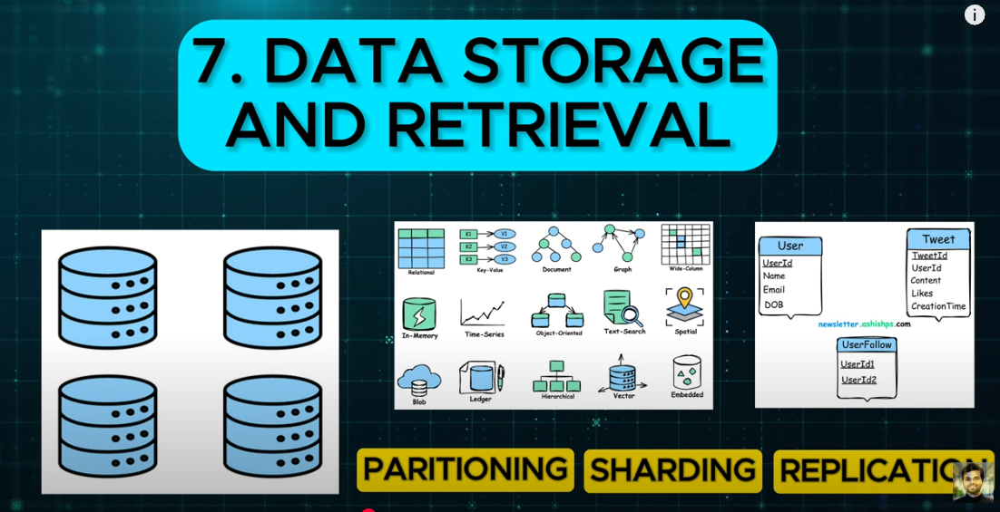 7. DATA STORAGE
AND RETRIEVAL
Relational
K1 V1
K2 V2
K3 V3
Key-Value
Document
Graph
Wide-Column
In-Memory
Time-Series
Object-Oriented
Text-Search
Spatial
Blob
Ledger
Hierarchical
Vector
Embedded
User
UserId
Name
Email
DOB
Tweet
TweetId
UserId
Content
Likes
CreationTime
newsletter.ashishps.com
UserFollow
UserId1
UserId2
PARITIONING
SHARDING
REPLICATION
i